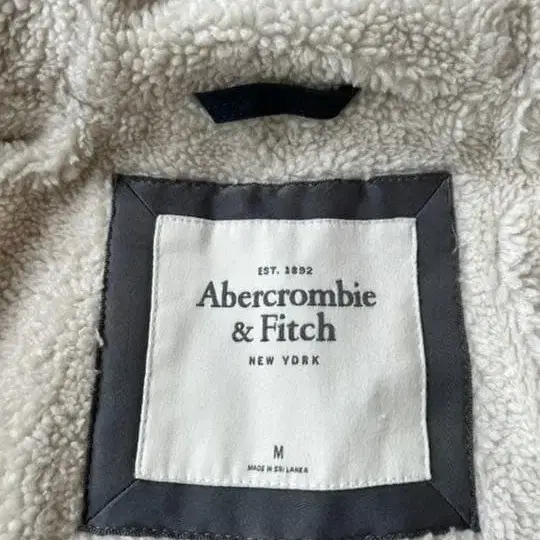 EST. 1892
Abercrombie
& Fitch
NEW YORK
M
MADE IN SRI LANKA